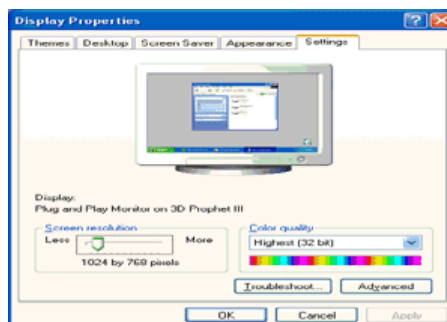 Display Properties
Themes Desktop Screen Saver Appearance Settings
Display:
Plug and Play Monitor on 3D Prophet III
Screen resolution
Less More
1024 by 768 pixels
Color quality
Highest (32 bit)
Troubleshoot... Advanced
OK Cancel Apply